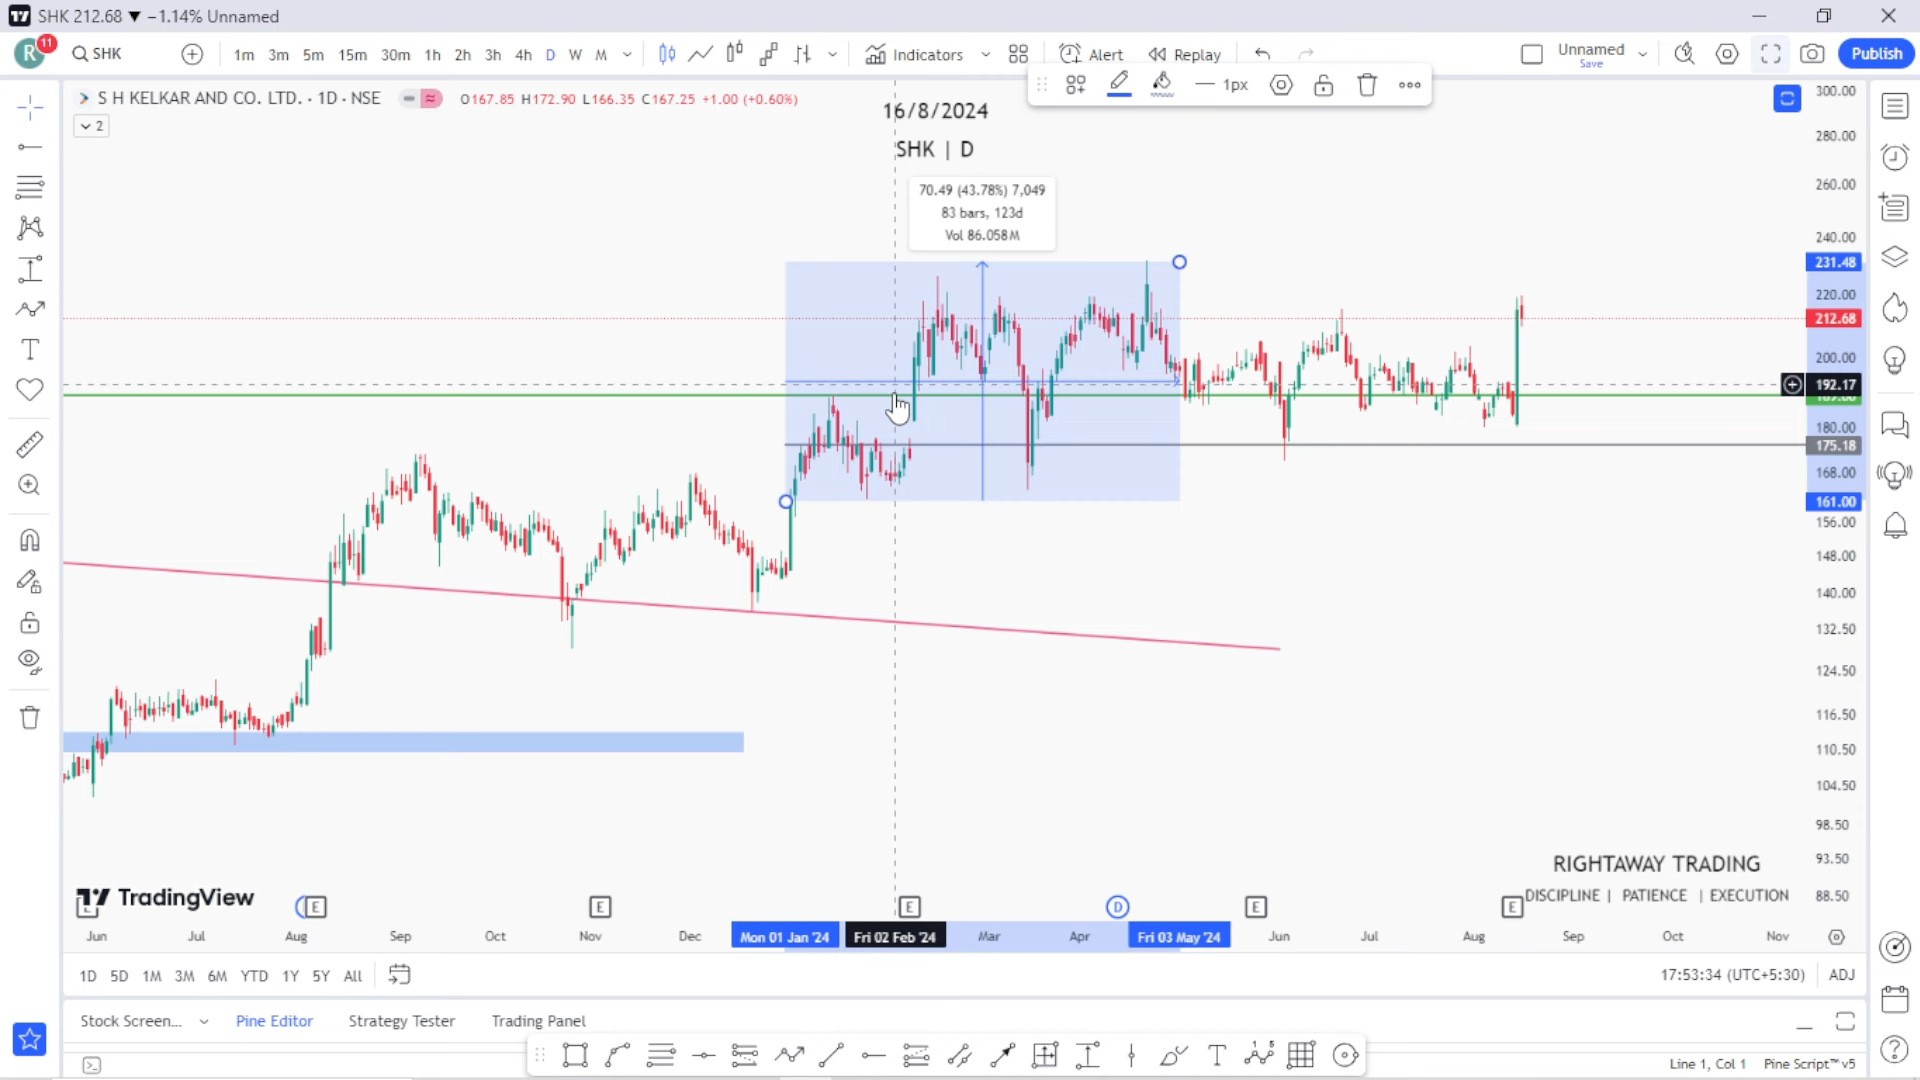 SHK 212.68 ▼ −1.14% Unnamed
R 11 SHK 1m 3m 5m 15m 30m 1h 2h 3h 4h D W M Indicators Alert Replay Unnamed Save Publish
1px
S H KELKAR AND CO. LTD. · 1D · NSE O167.85 H172.90 L166.35 C167.25 +1.00 (+0.60%)
2
16/8/2024
SHK | D
70.49 (43.78%) 7,049
83 bars, 123d
Vol 86.058M
300.00
280.00
260.00
240.00
231.48
220.00
212.68
200.00
192.17
180.00
175.18
168.00
161.00
156.00
148.00
140.00
132.50
124.50
116.50
110.50
104.50
98.50
93.50
88.50
RIGHTAWAY TRADING
DISCIPLINE | PATIENCE | EXECUTION
TradingView
E E E D E E
Jun Jul Aug Sep Oct Nov Dec Mon 01 Jan '24 Fri 02 Feb '24 Mar Apr Fri 03 May '24 Jun Jul Aug Sep Oct Nov
1D 5D 1M 3M 6M YTD 1Y 5Y All 17:53:34 (UTC+5:30) ADJ
Stock Screen... Pine Editor Strategy Tester Trading Panel
Line 1, Col 1 Pine Script™ v5